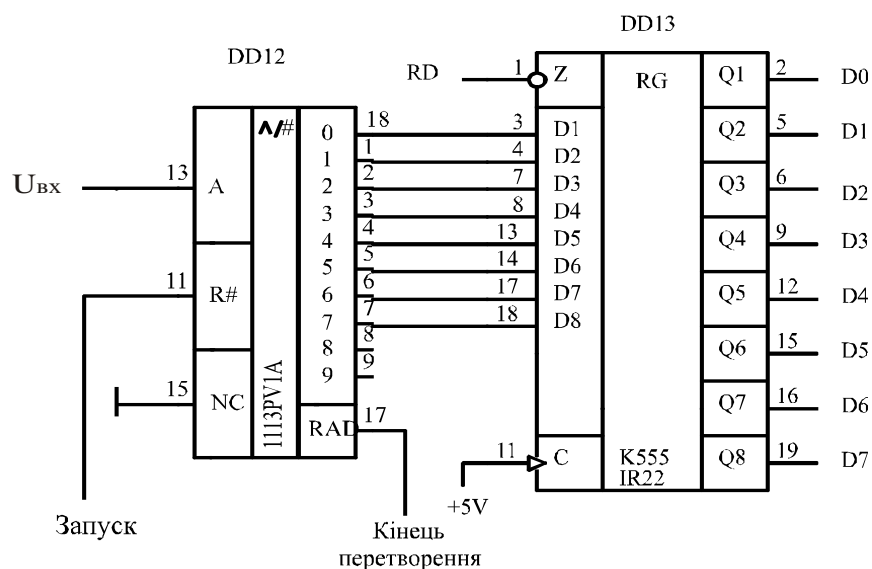 DD12
DD13
RD
1
Z
RG
Q1
2
D0
^/#
0
18
3
D1
Q2
5
D1
1
1
4
D2
Uвх
13
A
2
2
7
D3
Q3
6
D2
3
3
8
D4
4
4
13
D5
Q4
9
D3
5
5
14
D6
11
R#
6
6
17
D7
Q5
12
D4
7
7
18
D8
8
8
Q6
15
D5
9
9
15
NC
1113PV1A
RAD
17
Q7
16
D6
11
C
K555
IR22
Q8
19
D7
+5V
Запуск
Кінець
перетворення